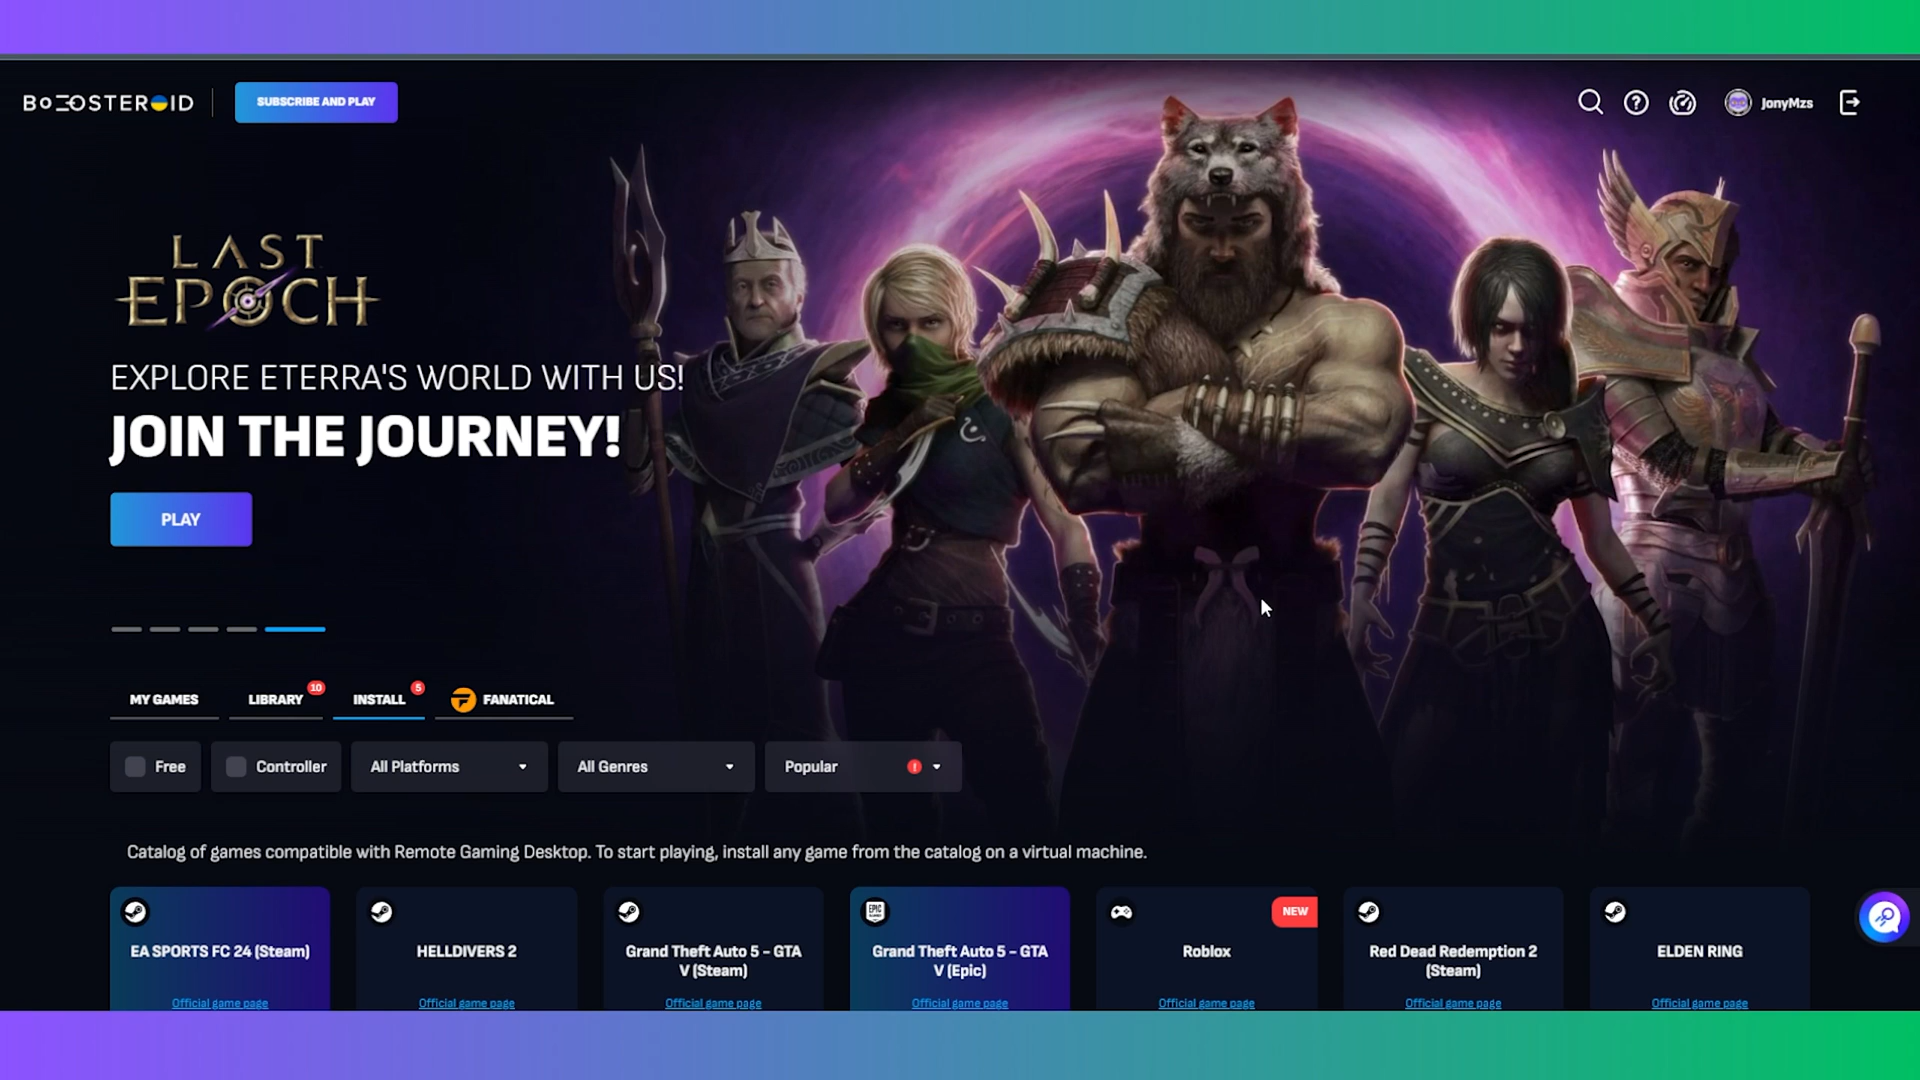 BOOSTEROID
SUBSCRIBE AND PLAY
JonyMzs
LAST
EPOCH
EXPLORE ETERRA'S WORLD WITH US!
JOIN THE JOURNEY!
PLAY
MY GAMES
LIBRARY
10
INSTALL
5
FANATICAL
Free
Controller
All Platforms
All Genres
Popular
!
Catalog of games compatible with Remote Gaming Desktop. To start playing, install any game from the catalog on a virtual machine.
EA SPORTS FC 24 (Steam)
Official game page
HELLDIVERS 2
Official game page
Grand Theft Auto 5 - GTA
V (Steam)
Official game page
EPIC
GAMES
Grand Theft Auto 5 - GTA
V (Epic)
Official game page
NEW
Roblox
Official game page
Red Dead Redemption 2
(Steam)
Official game page
ELDEN RING
Official game page